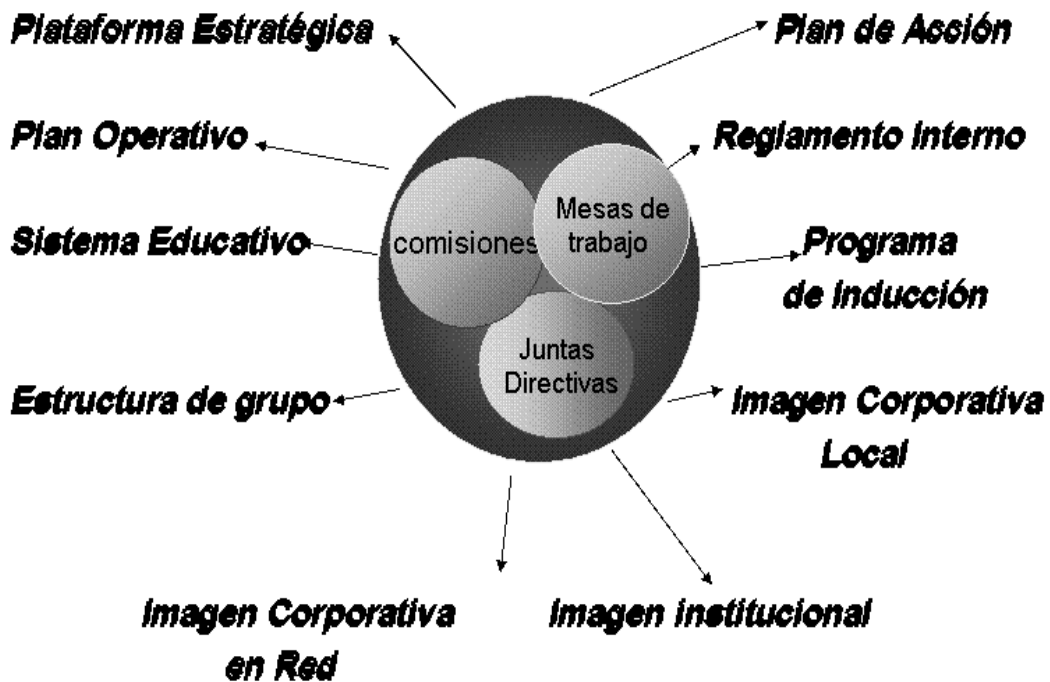 Plataforma Estratégica
Plan de Acción
Plan Operativo
Reglamento Interno
Mesas de
trabajo
Sistema Educativo
comisiones
Programa
de Inducción
Juntas
Directivas
Estructura de grupo
Imagen Corporativa
Local
Imagen Corporativa
en Red
Imagen institucional